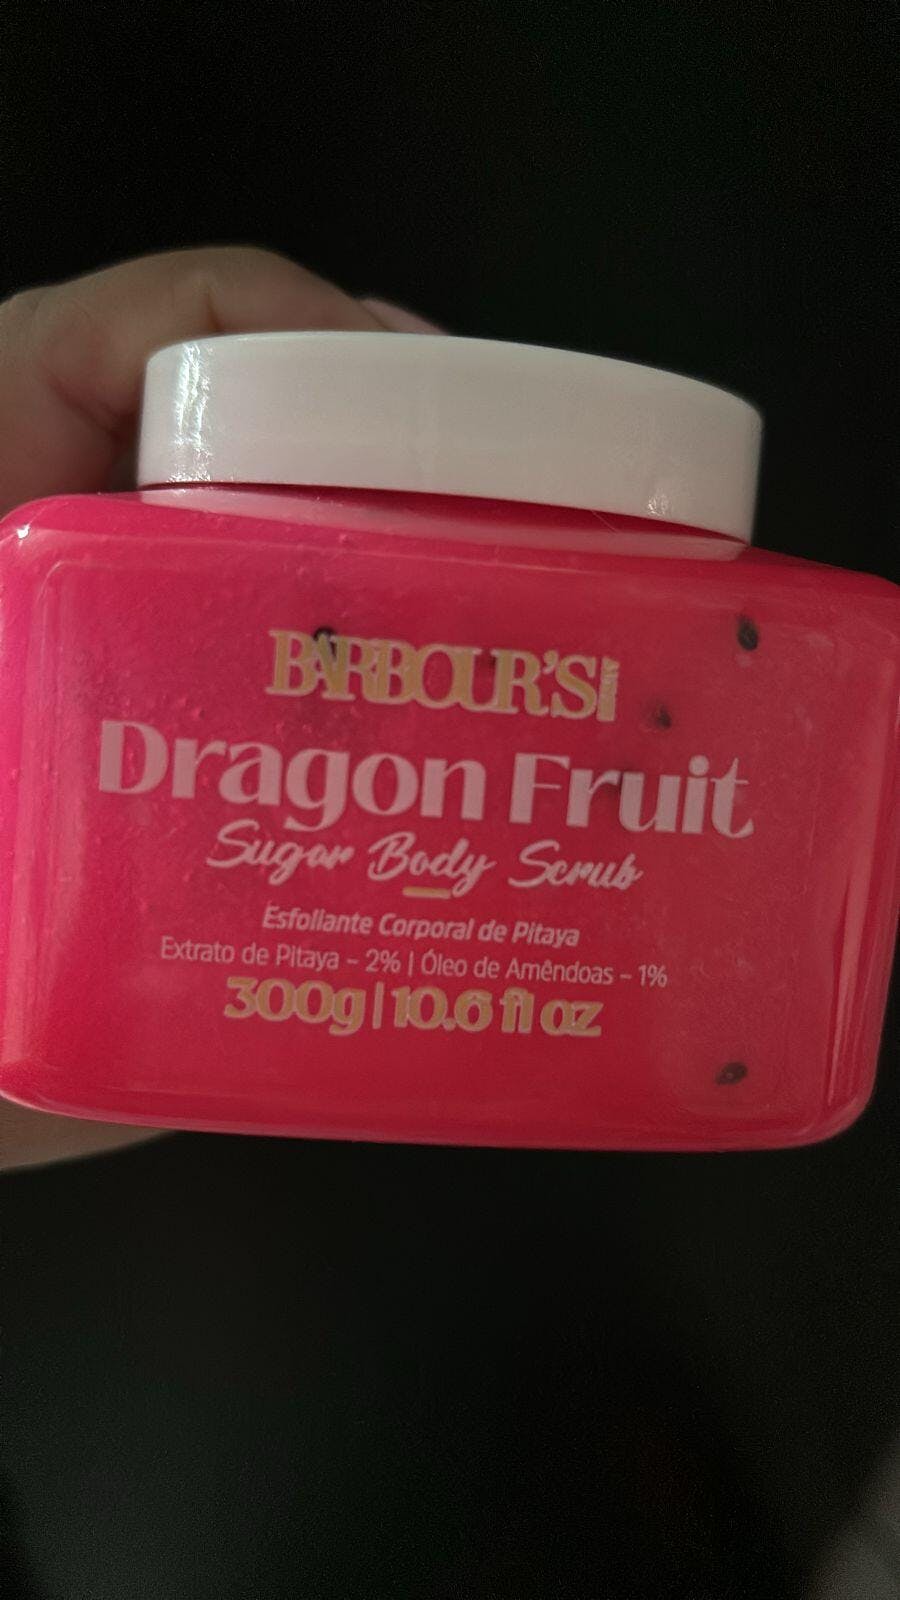 BARBOUR'S
Dragon Fruit
Sugar Body Scrub
Esfoliante Corporal de Pitaya
Extrato de Pitaya – 2% | Óleo de Amêndoas – 1%
300g | 10.6 fl oz